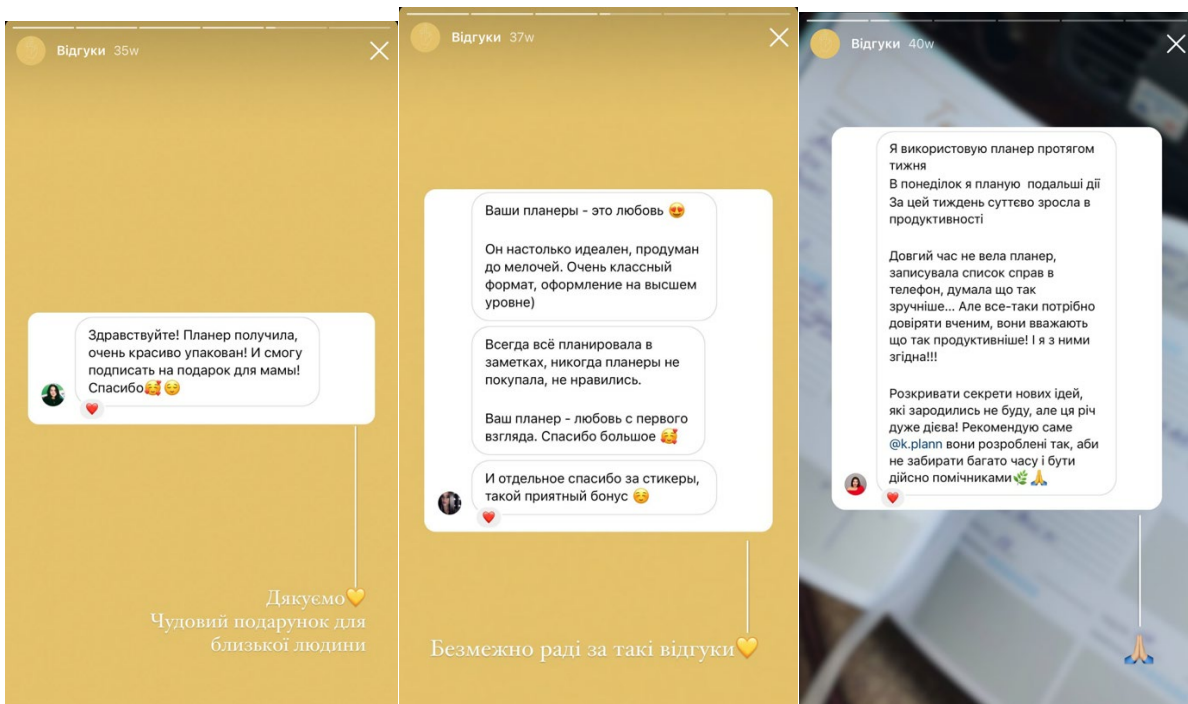 Відгуки 35w
Здравствуйте! Планер получила,
очень красиво упакован! И смогу
подписать на подарок для мамы!
Спасибо🥰😌
❤️
Дякуємо💛
Чудовий подарунок для
близької людини
Відгуки 37w
Ваши планеры - это любовь 😍
Он настолько идеален, продуман
до мелочей. Очень классный
формат, оформление на высшем
уровне)
Всегда всё планировала в
заметках, никогда планеры не
покупала, не нравились.
Ваш планер - любовь с первого
взгляда. Спасибо большое 🥰
И отдельное спасибо за стикеры,
такой приятный бонус ☺️
❤️
Безмежно раді за такі відгуки💛
Відгуки 40w
Я використовую планер протягом
тижня
В понеділок я планую подальші дії
За цей тиждень суттєво зросла в
продуктивності
Довгий час не вела планер,
записувала список справ в
телефон, думала що так
зручніше... Але все-таки потрібно
довіряти вченим, вони вважають
що так продуктивніше! І я з ними
згідна!!!
Розкривати секрети нових ідей,
які зародились не буду, але ця річ
дуже дієва! Рекомендую саме
@k.plann вони розроблені так, аби
не забирати багато часу і бути
дійсно помічниками🌿🙏
❤️
🙏